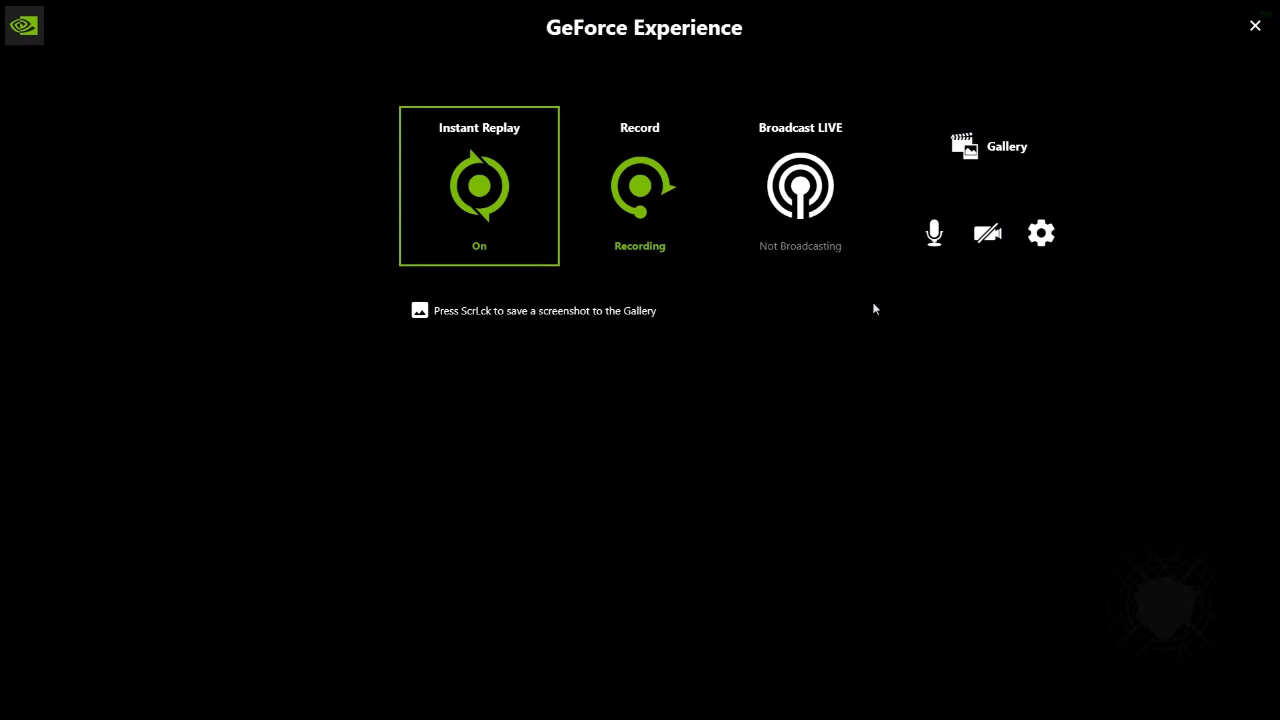 GeForce Experience
Instant Replay
On
Record
Recording
Broadcast LIVE
Not Broadcasting
Gallery
Press ScrLck to save a screenshot to the Gallery